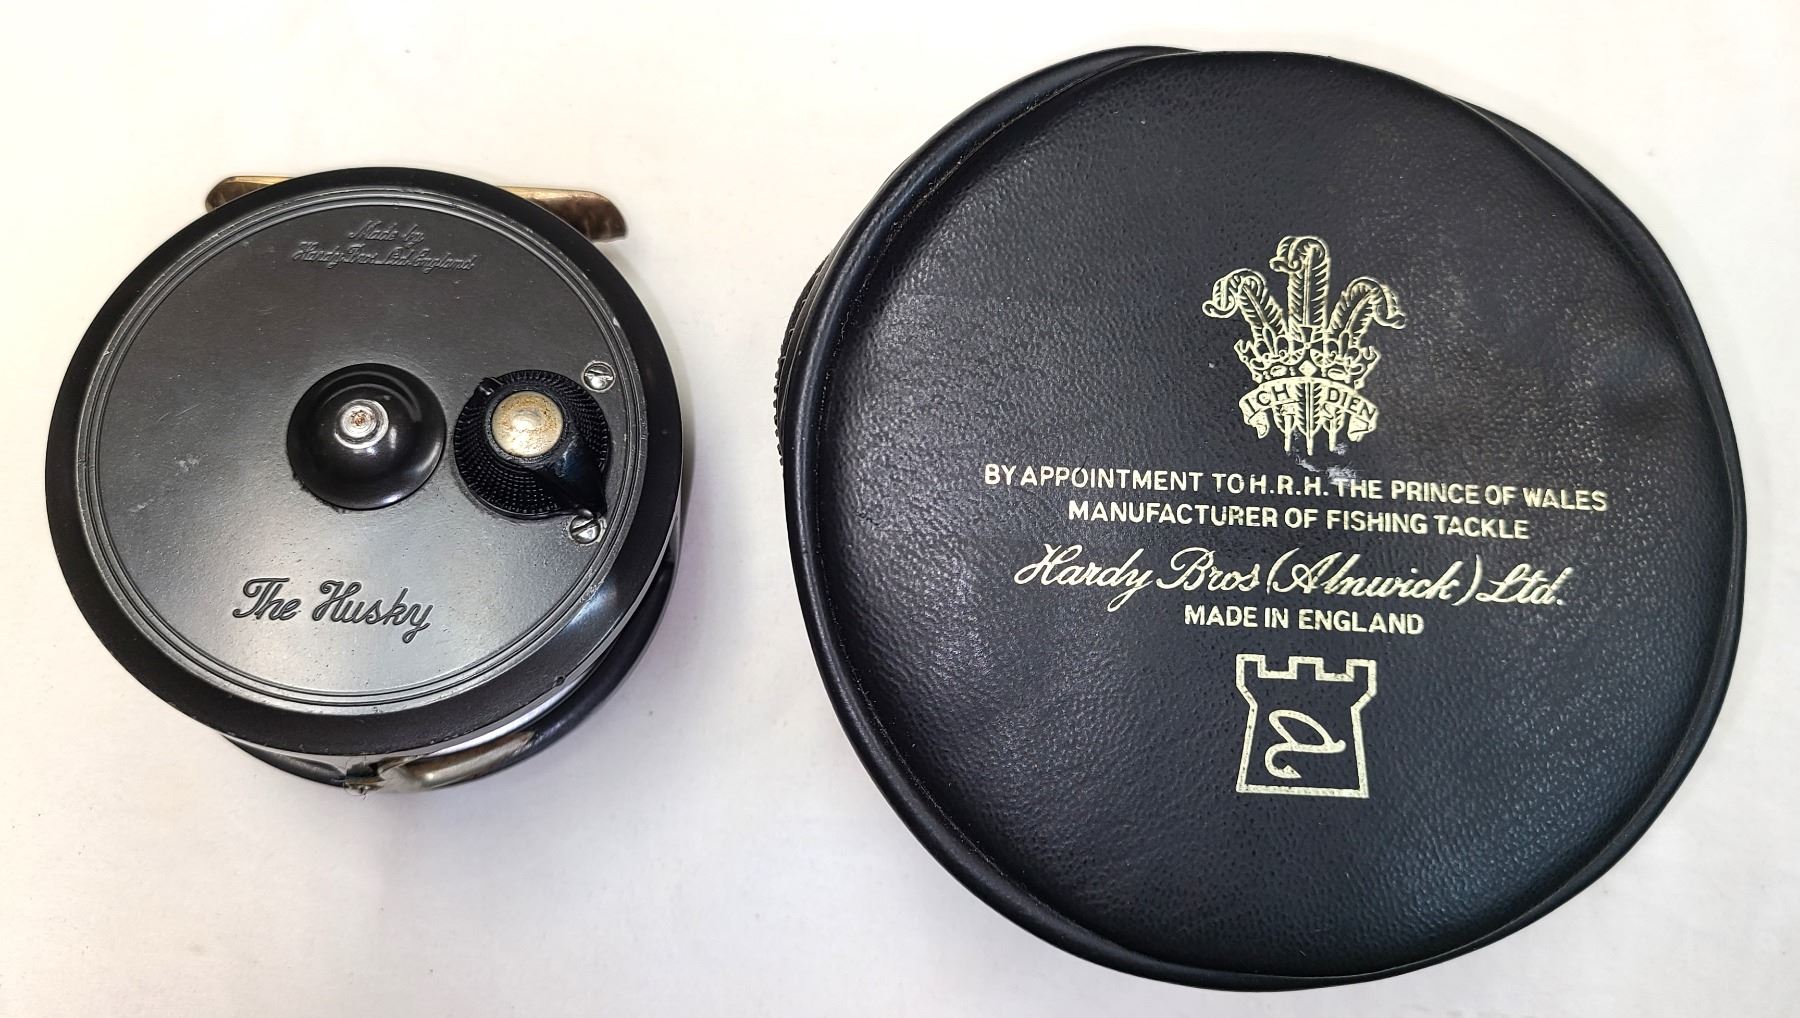 Made by
Hardy Bros. Ltd. England
The Husky
ICH DIEN
BY APPOINTMENT TO H.R.H. THE PRINCE OF WALES
MANUFACTURER OF FISHING TACKLE
Hardy Bros (Alnwick) Ltd.
MADE IN ENGLAND